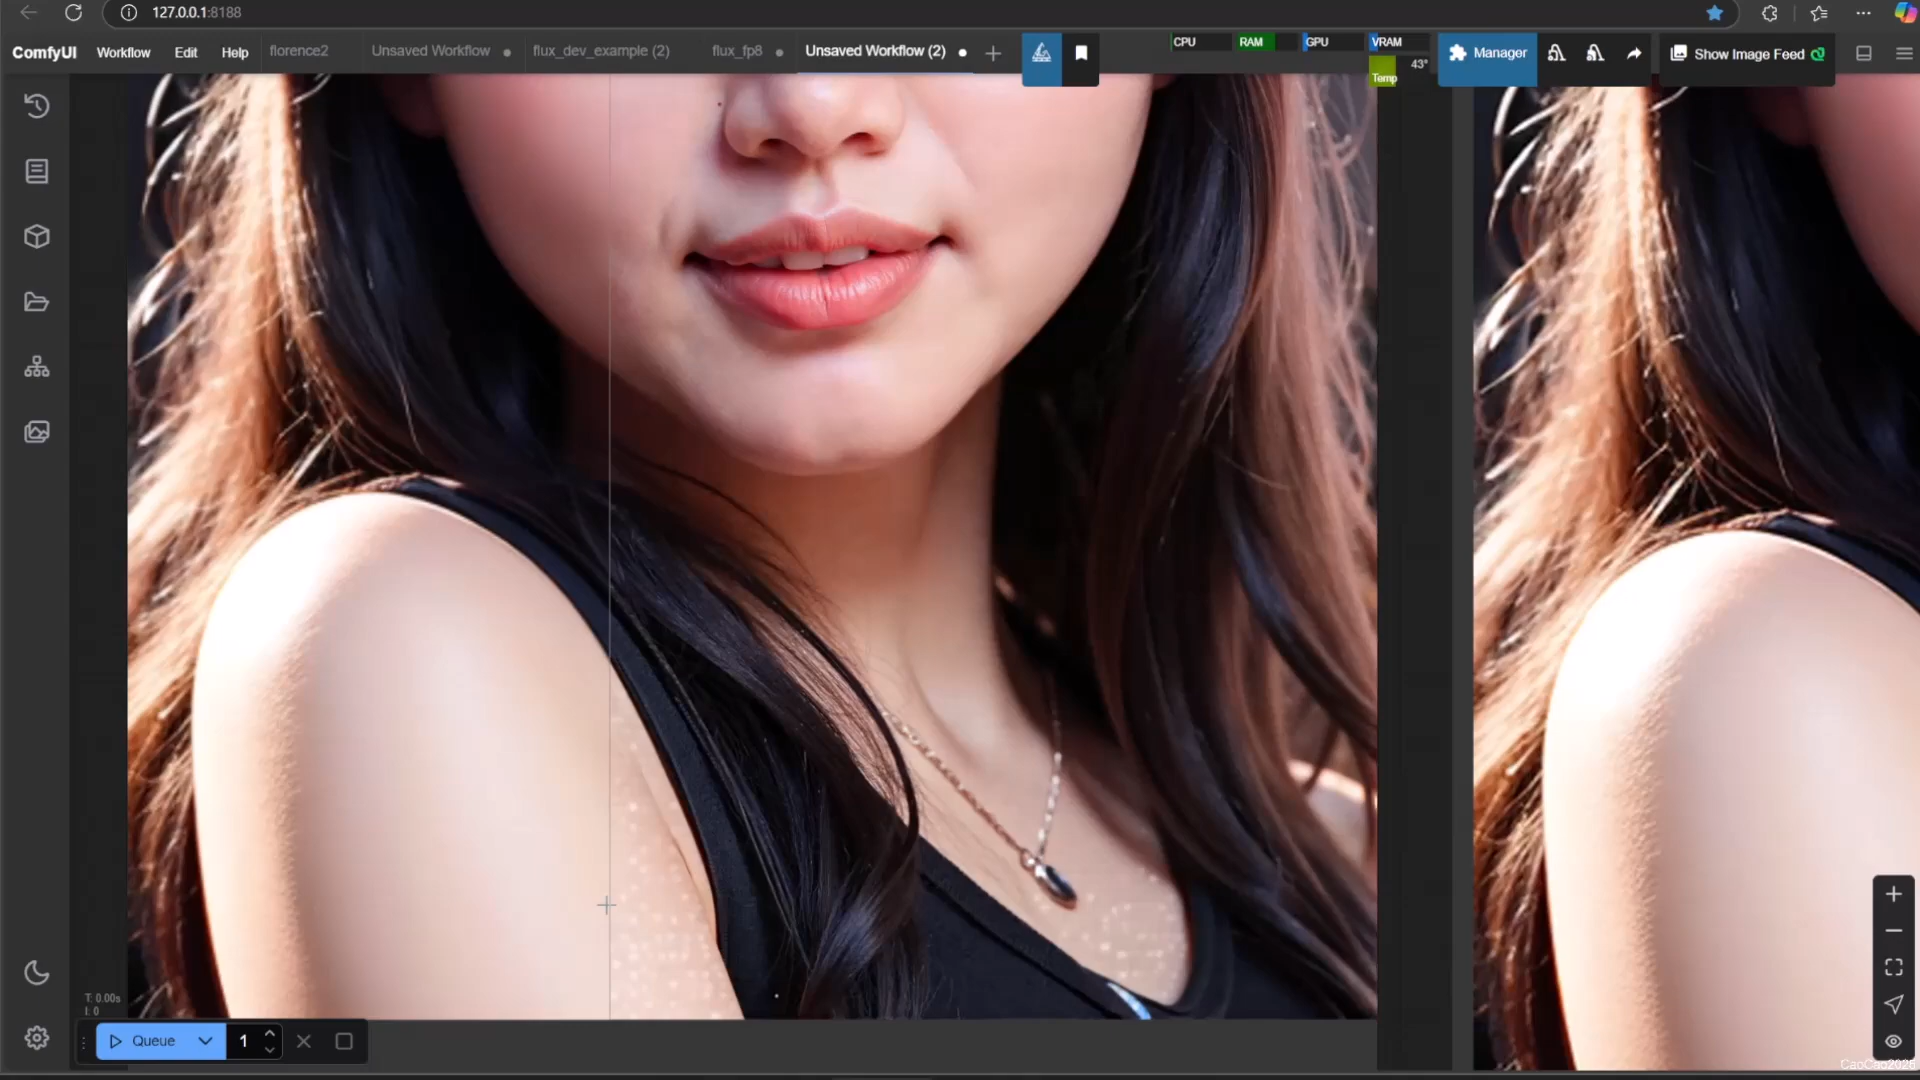 127.0.0.1:8188
ComfyUI Workflow Edit Help florence2 Unsaved Workflow flux_dev_example (2) flux_fp8 Unsaved Workflow (2)
CPU RAM GPU VRAM
Temp 43°
Manager
Show Image Feed
T: 0.00s
I: 0
Queue 1
CaoCao2025